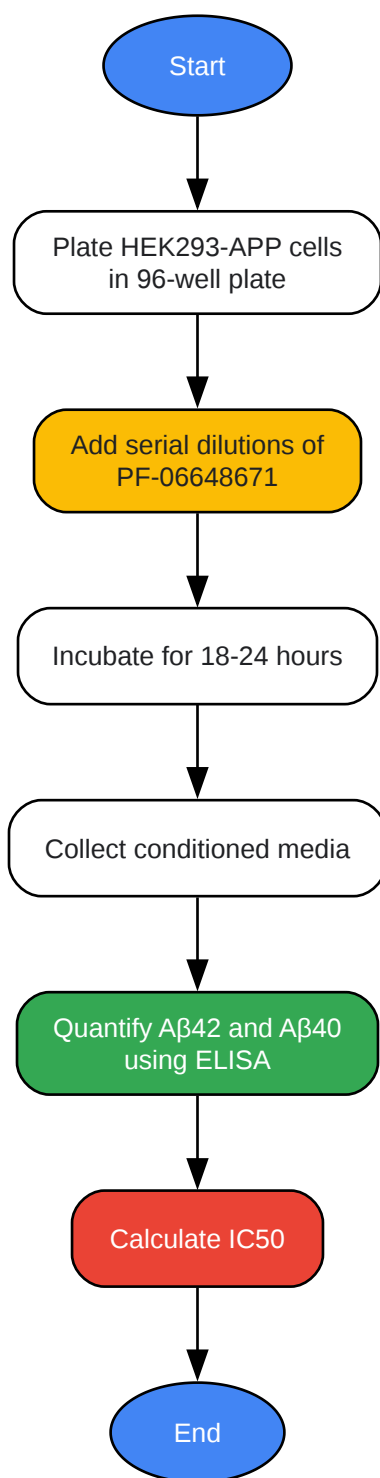 Start
Plate HEK293-APP cells
in 96-well plate
Add serial dilutions of
PF-06648671
Incubate for 18-24 hours
Collect conditioned media
Quantify Aβ42 and Aβ40
using ELISA
Calculate IC50
End